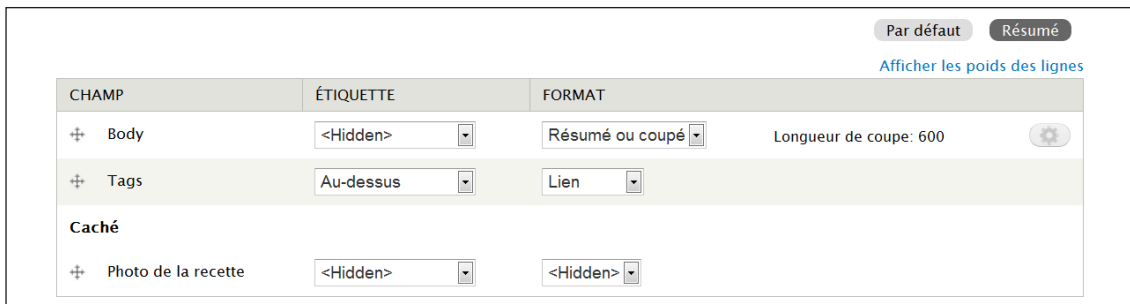 Par défaut Résumé
Afficher les poids des lignes
CHAMP ÉTIQUETTE FORMAT
Body <Hidden> Résumé ou coupé Longueur de coupe: 600
Tags Au-dessus Lien
Caché
Photo de la recette <Hidden> <Hidden>